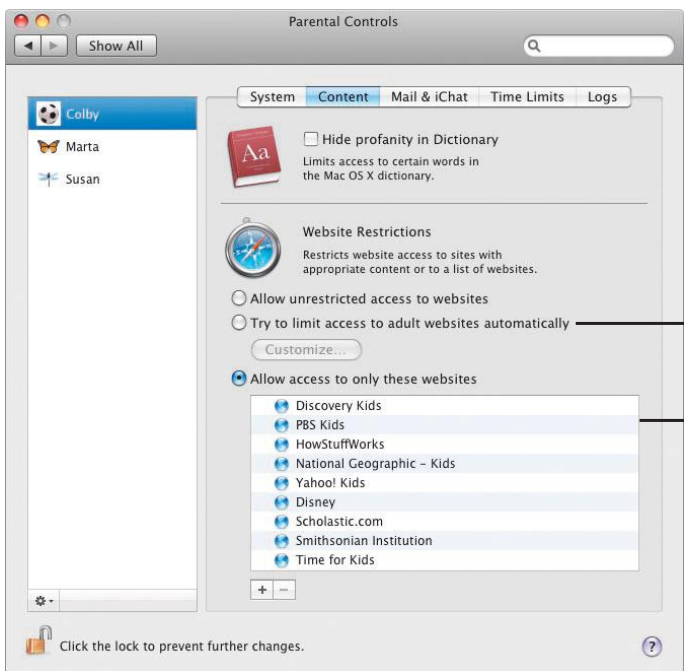 Parental Controls
Show All
Colby
Marta
Susan
System Content Mail & iChat Time Limits Logs
Aa
Hide profanity in Dictionary
Limits access to certain words in
the Mac OS X dictionary.
Website Restrictions
Restricts website access to sites with
appropriate content or to a list of websites.
Allow unrestricted access to websites
Try to limit access to adult websites automatically
Customize...
Allow access to only these websites
Discovery Kids
PBS Kids
HowStuffWorks
National Geographic – Kids
Yahoo! Kids
Disney
Scholastic.com
Smithsonian Institution
Time for Kids
+ −
Click the lock to prevent further changes.
?